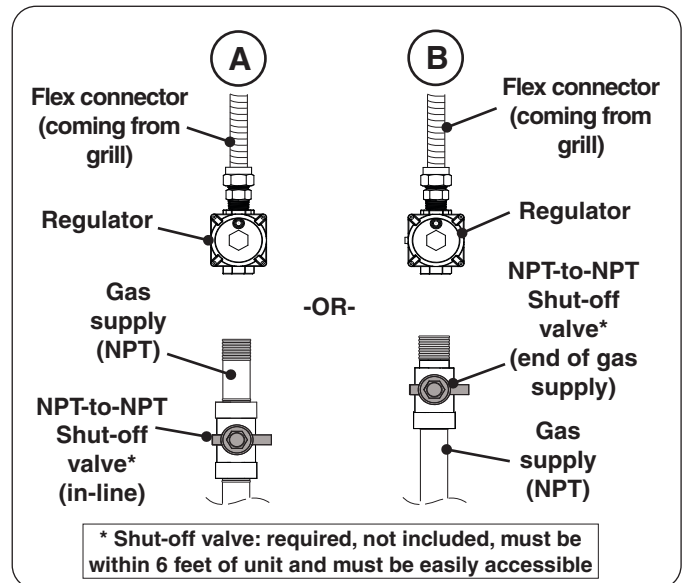 A
Flex connector
(coming from
grill)
Regulator
Gas
supply
(NPT)
NPT-to-NPT
Shut-off
valve*
(in-line)
-OR-
B
Flex connector
(coming from
grill)
Regulator
NPT-to-NPT
Shut-off
valve*
(end of gas
supply)
Gas
supply
(NPT)
* Shut-off valve: required, not included, must be
within 6 feet of unit and must be easily accessible